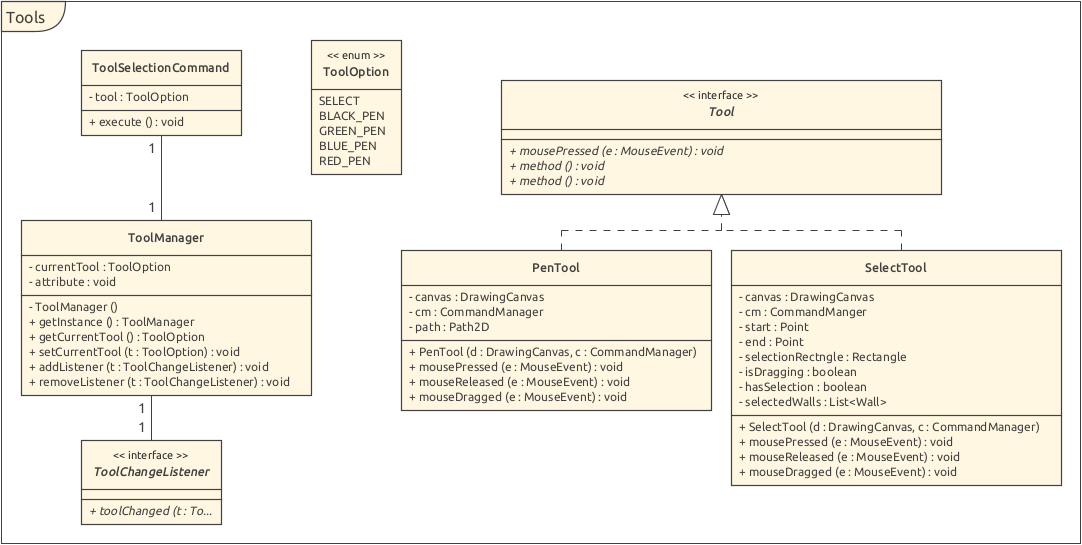 Tools
ToolSelectionCommand
- tool : ToolOption
+ execute () : void
1
1
ToolManager
- currentTool : ToolOption
- attribute : void
- ToolManager ()
+ getInstance () : ToolManager
+ getCurrentTool () : ToolOption
+ setCurrentTool (t : ToolOption) : void
+ addListener (t : ToolChangeListener) : void
+ removeListener (t : ToolChangeListener) : void
1
1
<< interface >>
ToolChangeListener
+ toolChanged (t : To...
<< enum >>
ToolOption
SELECT
BLACK_PEN
GREEN_PEN
BLUE_PEN
RED_PEN
<< interface >>
Tool
+ mousePressed (e : MouseEvent) : void
+ method () : void
+ method () : void
PenTool
- canvas : DrawingCanvas
- cm : CommandManager
- path : Path2D
+ PenTool (d : DrawingCanvas, c : CommandManager)
+ mousePressed (e : MouseEvent) : void
+ mouseReleased (e : MouseEvent) : void
+ mouseDragged (e : MouseEvent) : void
SelectTool
- canvas : DrawingCanvas
- cm : CommandManger
- start : Point
- end : Point
- selectionRectngle : Rectangle
- isDragging : boolean
- hasSelection : boolean
- selectedWalls : List<Wall>
+ SelectTool (d : DrawingCanvas, c : CommandManager)
+ mousePressed (e : MouseEvent) : void
+ mouseReleased (e : MouseEvent) : void
+ mouseDragged (e : MouseEvent) : void